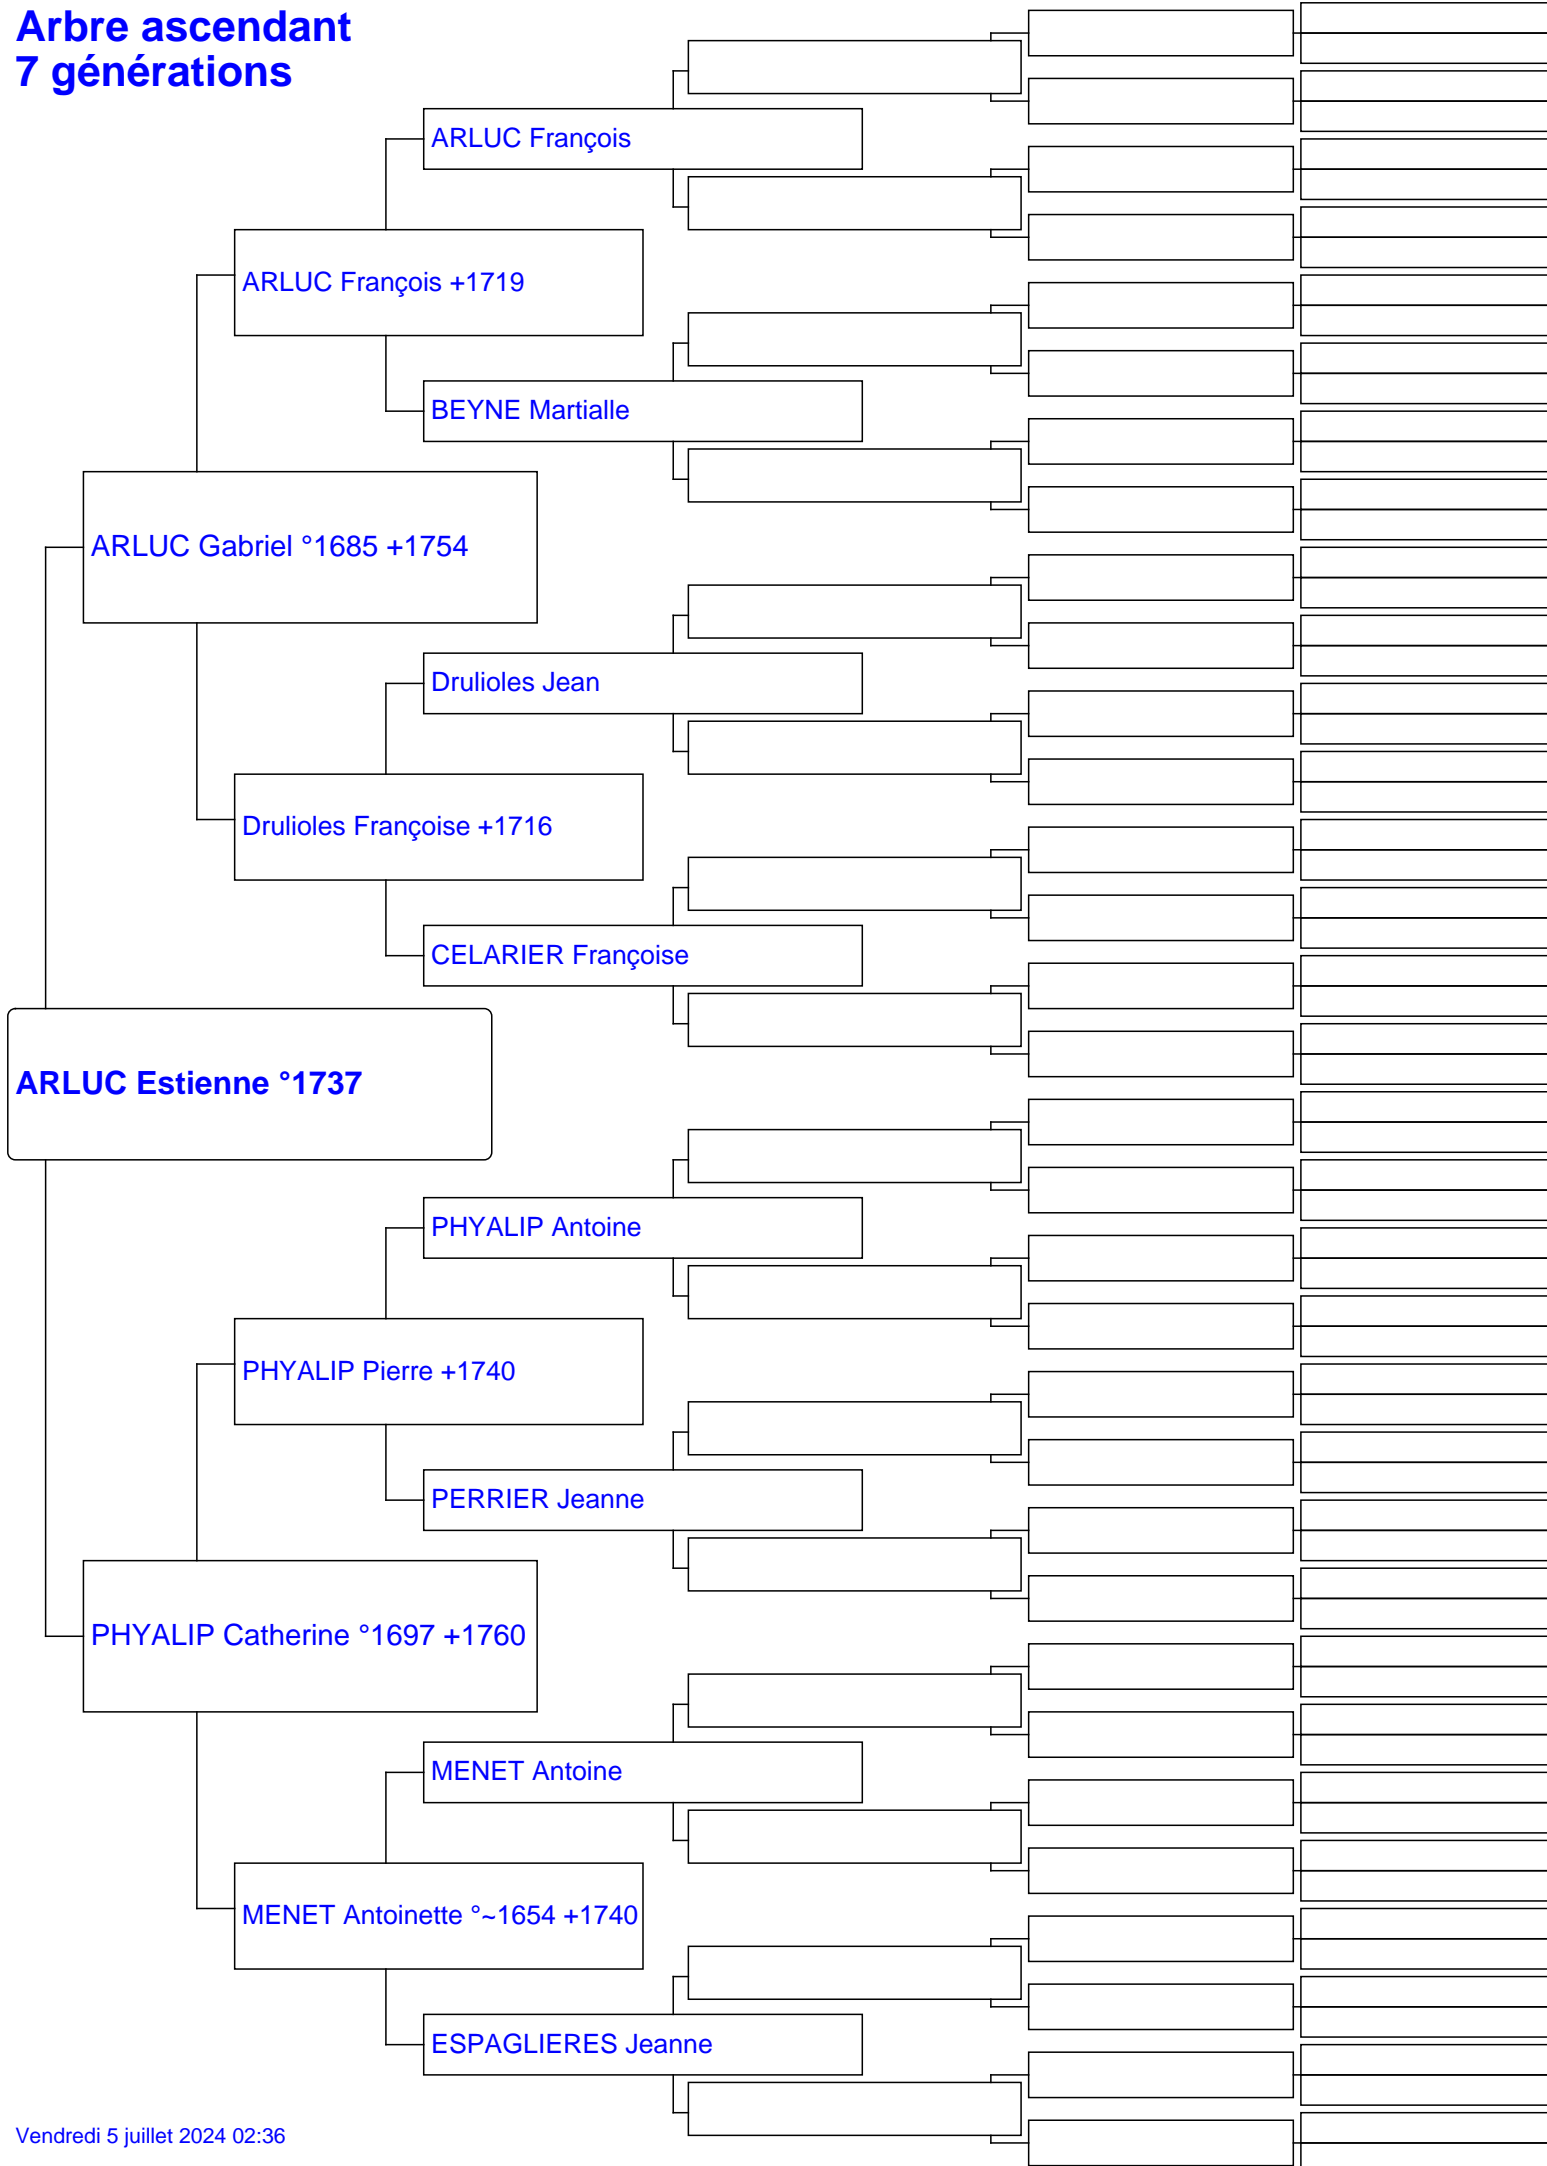 Arbre ascendant
7 générations
ARLUC François
ARLUC François +1719
BEYNE Martialle
ARLUC Gabriel °1685 +1754
Drulioles Jean
Drulioles Françoise +1716
CELARIER Françoise
ARLUC Estienne °1737
PHYALIP Antoine
PHYALIP Pierre +1740
PERRIER Jeanne
PHYALIP Catherine °1697 +1760
MENET Antoine
MENET Antoinette °~1654 +1740
ESPAGLIERES Jeanne
Vendredi 5 juillet 2024 02:36